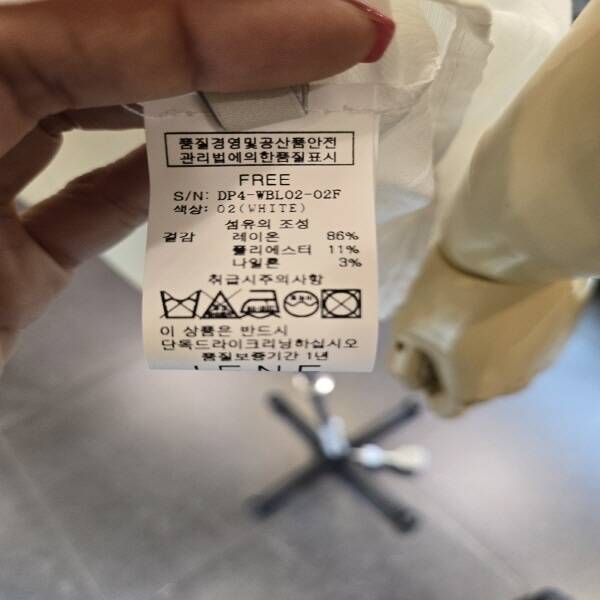 품질경영및공산품안전
관리법에의한품질표시
FREE
S/N: DP4-WBL02-02F
색상: 02(WHITE)
섬유의 조성
겉감 레이온 86%
폴리에스터 11%
나일론 3%
취급시주의사항
이 상품은 반드시
단독드라이크리닝하십시오
품질보증기간 1년